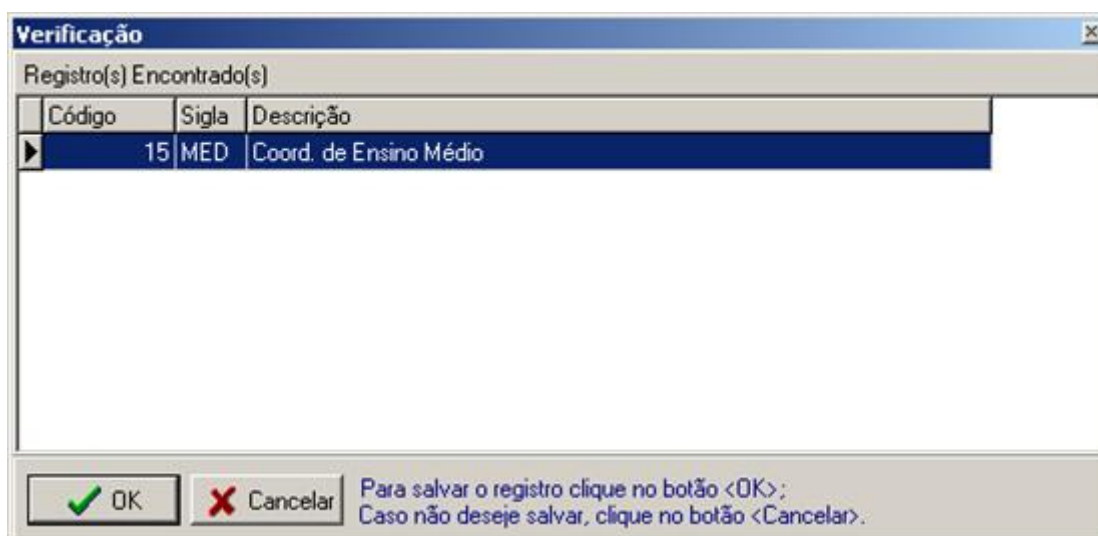 Verificação
Registro(s) Encontrado(s)
Código Sigla Descrição
15 MED Coord. de Ensino Médio
OK Cancelar Para salvar o registro clique no botão <OK>;
Caso não deseje salvar, clique no botão <Cancelar>.